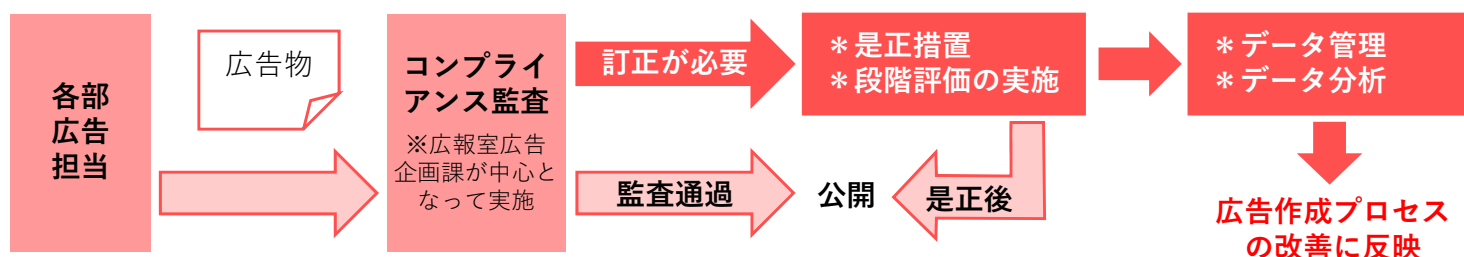 各部
広告
担当
広告物
コンプライ
アンス監査
※広報室広告
企画課が中心と
なって実施
訂正が必要
監査通過
＊是正措置
＊段階評価の実施
公開
是正後
＊データ管理
＊データ分析
広告作成プロセス
の改善に反映